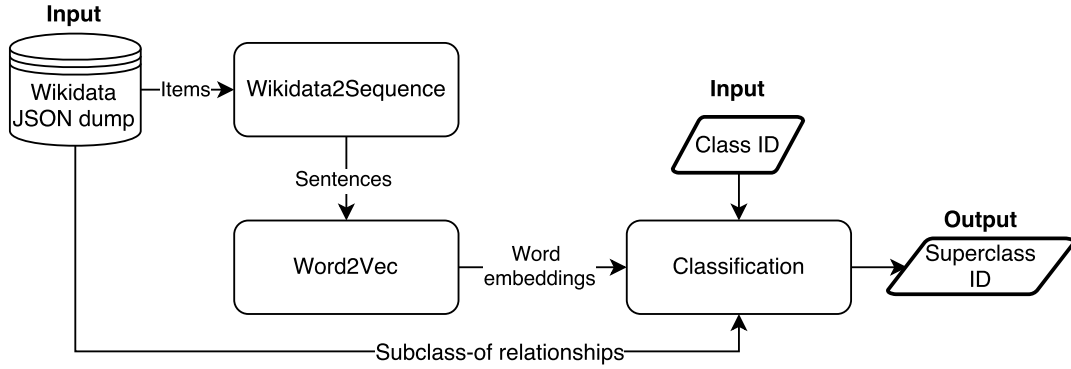 Input
Wikidata
JSON dump
Items
Wikidata2Sequence
Input
Class ID
Sentences
Word2Vec
Word
embeddings
Classification
Output
Superclass
ID
Subclass-of relationships